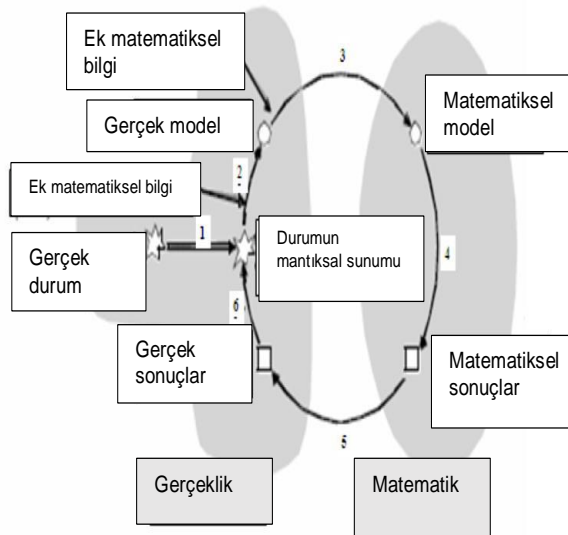 Ek matematiksel
bilgi
3
Gerçek model
Matematiksel
model
2
Ek matematiksel bilgi
1
Durumun
mantıksal sunumu
Gerçek
durum
4
6
Gerçek
sonuçlar
Matematiksel
sonuçlar
5
Gerçeklik
Matematik